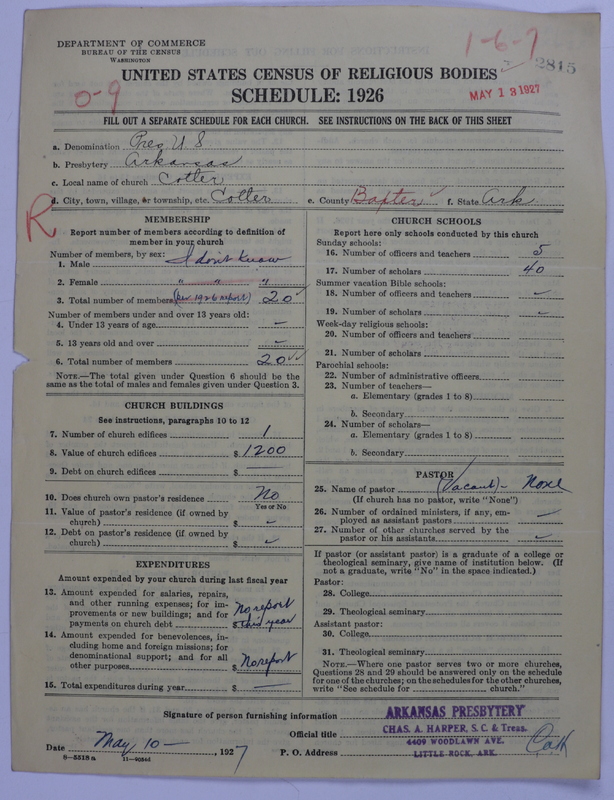 DEPARTMENT OF COMMERCE
BUREAU OF THE CENSUS
WASHINGTON
1-6-7
2815
UNITED STATES CENSUS OF RELIGIOUS BODIES
0-9
SCHEDULE: 1926
MAY 13 1927
FILL OUT A SEPARATE SCHEDULE FOR EACH CHURCH. SEE INSTRUCTIONS ON THE BACK OF THIS SHEET
a. Denomination Pres U S
b. Presbytery Arkansas
c. Local name of church Cotter
R
d. City, town, village, or township, etc. Cotter e. County Baxter f. State Ark
MEMBERSHIP
Report number of members according to definition of
member in your church
Number of members, by sex:
1. Male I don't know
2. Female " " "
3. Total number of members (per 1926 report) 20
Number of members under and over 13 years old:
4. Under 13 years of age –
5. 13 years old and over –
6. Total number of members 20
NOTE.—The total given under Question 6 should be
same as the total of males and females given under Question 3.
CHURCH BUILDINGS
See instructions, paragraphs 10 to 12
7. Number of church edifices 1
8. Value of church edifices $ 1200
9. Debt on church edifices $ —
10. Does church own pastor's residence No
Yes or No
11. Value of pastor's residence (if owned by
church) $ –
12. Debt on pastor's residence (if owned by
church) $ –
EXPENDITURES
Amount expended by your church during last fiscal year
13. Amount expended for salaries, repairs,
and other running expenses; for im-
provements or new buildings; and for
payments on church debt $ No report this year
14. Amount expended for benevolences, in-
cluding home and foreign missions; for
denominational support; and for all
other purposes $ No report
15. Total expenditures during year $ —
CHURCH SCHOOLS
Report here only schools conducted by this church
Sunday schools:
16. Number of officers and teachers 5
17. Number of scholars 40
Summer vacation Bible schools:
18. Number of officers and teachers –
19. Number of scholars –
Week-day religious schools:
20. Number of officers and teachers
21. Number of scholars
Parochial schools:
22. Number of administrative officers
23. Number of teachers—
a. Elementary (grades 1 to 8)
b. Secondary
24. Number of scholars—
a. Elementary (grades 1 to 8)
b. Secondary
PASTOR
25. Name of pastor (Vacant) – None
(If church has no pastor, write "None")
26. Number of ordained ministers, if any, em-
ployed as assistant pastors –
27. Number of other churches served by the
pastor or his assistants –
If pastor (or assistant pastor) is a graduate of a college or
theological seminary, give name of institution below. (If
not a graduate, write "No" in the space indicated.)
Pastor:
28. College
29. Theological seminary
Assistant pastor:
30. College
31. Theological seminary
NOTE.—Where one pastor serves two or more churches,
Questions 28 and 29 should be answered only on the schedule
for one of the churches; on the schedules for the other churches,
write "See schedule for church."
Signature of person furnishing information ARKANSAS PRESBYTERY
Official title CHAS. A. HARPER, S. C. & Treas.
4409 WOODLAWN AVE.
Date May 10 –, 1927 P. O. Address LITTLE ROCK, ARK.
8—5518 a